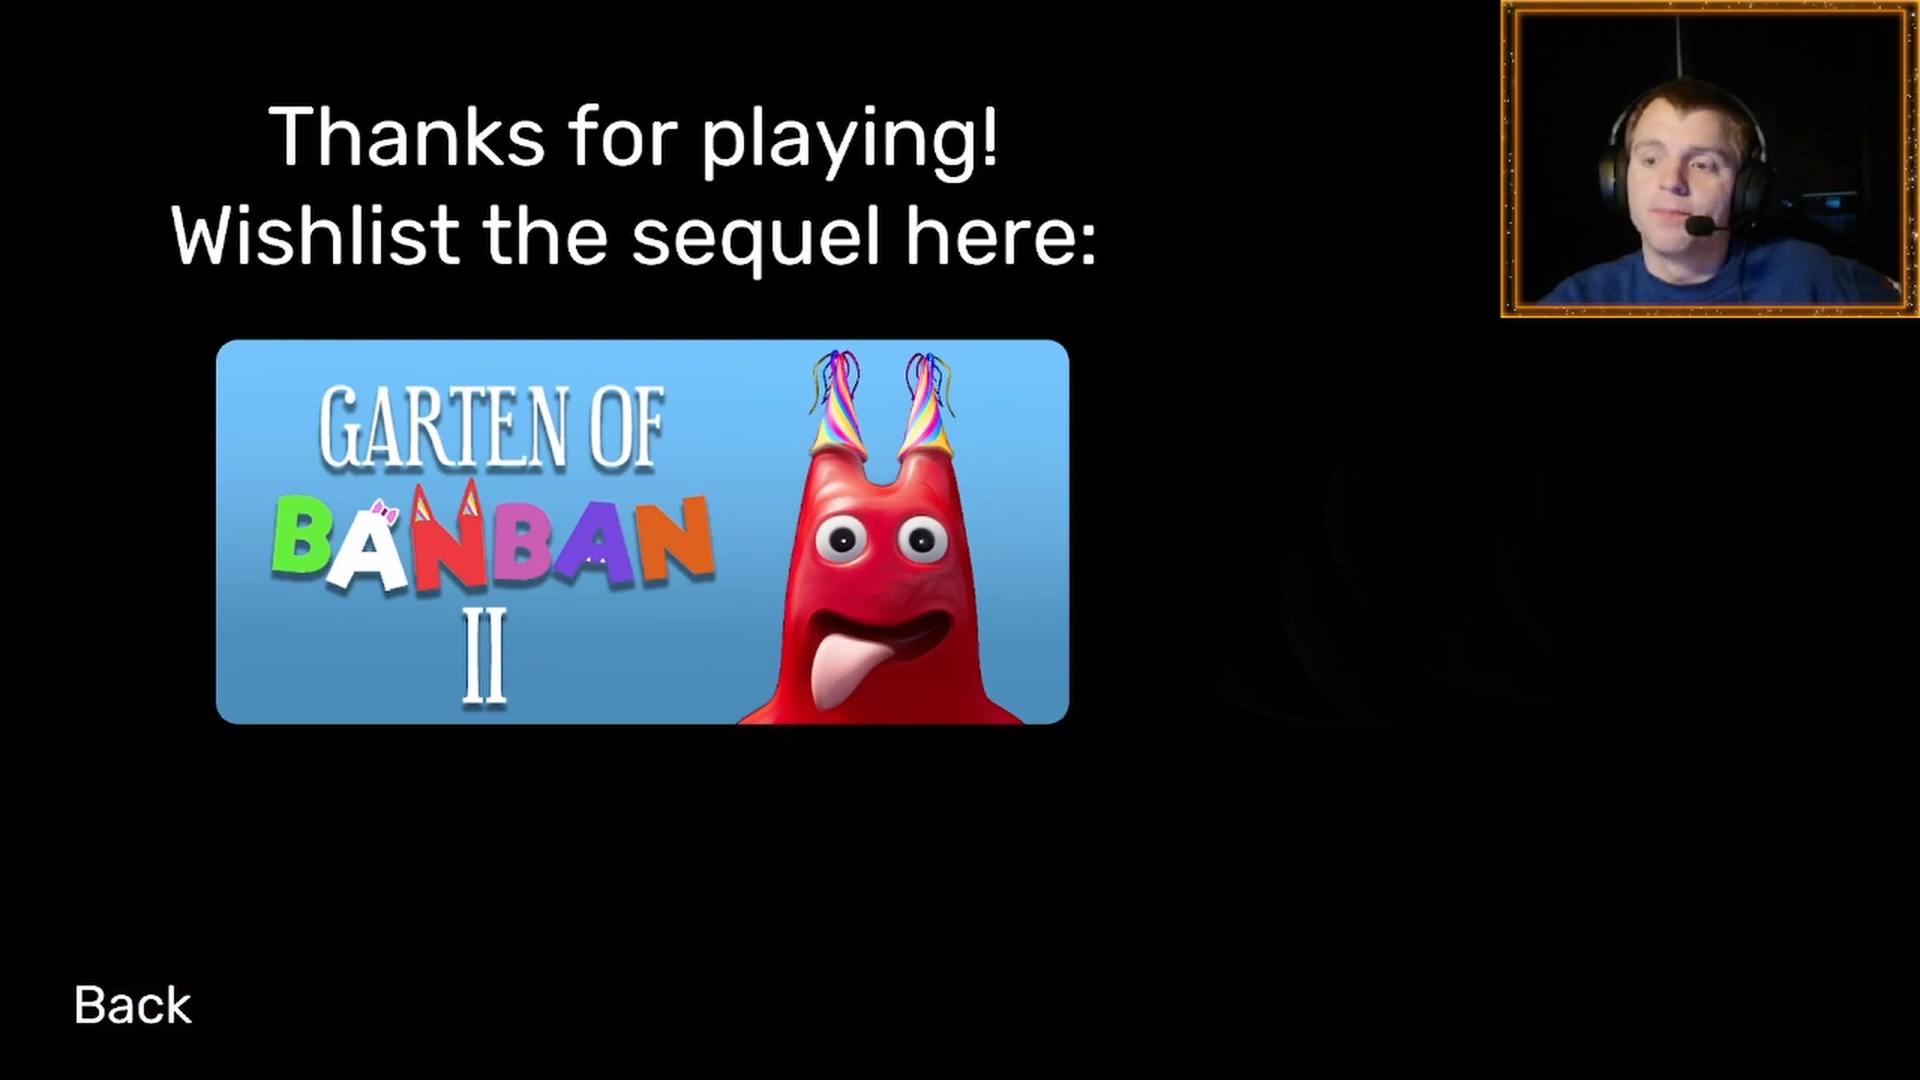 Thanks for playing!
Wishlist the sequel here:
GARTEN OF
BANBAN
II
Back